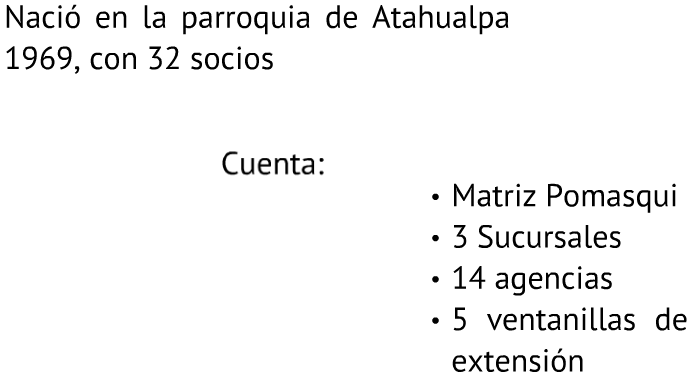 Nació en la parroquia de Atahualpa
1969, con 32 socios
Cuenta:
• Matriz Pomasqui
• 3 Sucursales
• 14 agencias
• 5 ventanillas de
extensión